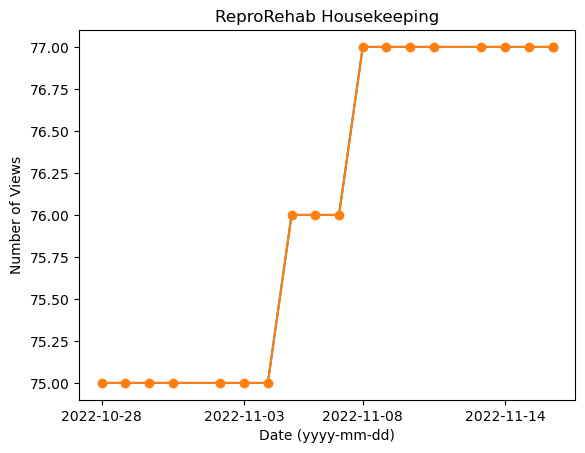 ReproRehab Housekeeping
77.00
76.75
76.50
76.25
76.00
75.75
75.50
75.25
75.00
Number of Views
2022-10-28 2022-11-03 2022-11-08 2022-11-14
Date (yyyy-mm-dd)